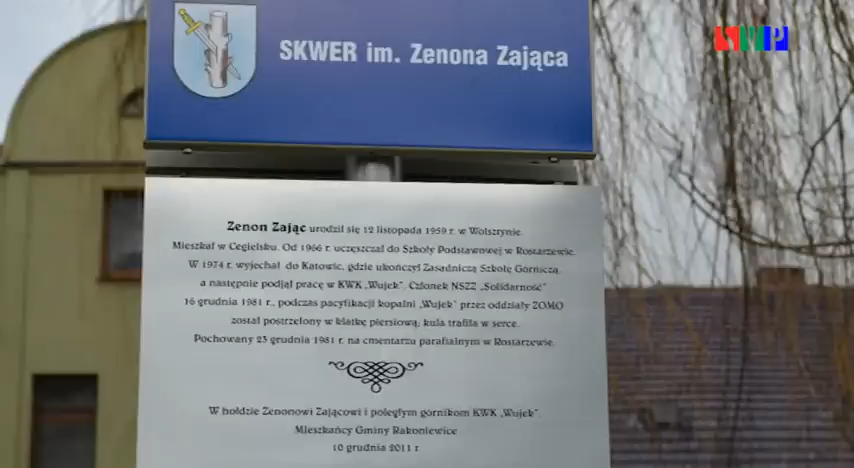 SKWER im. Zenona Zająca
SWP
Zenon Zając urodził się 12 listopada 1959 r. w Wolsztynie.
Mieszkał w Cegielsku. Od 1966 r. uczęszczał do Szkoły Podstawowej w Rostarzewie.
W 1974 r. wyjechał do Katowic, gdzie ukończył Zasadniczą Szkołę Górniczą,
a następnie podjął pracę w KWK „Wujek”. Członek NSZZ „Solidarność”
16 grudnia 1981 r., podczas pacyfikacji kopalni „Wujek” przez oddziały ZOMO
został postrzelony w klatkę piersiową, kula trafiła w serce.
Pochowany 23 grudnia 1981 r. na cmentarzu parafialnym w Rostarzewie.
W hołdzie Zenonowi Zającowi i poległym górnikom KWK „Wujek”.
Mieszkańcy Gminy Rakoniewice
10 grudnia 2011 r